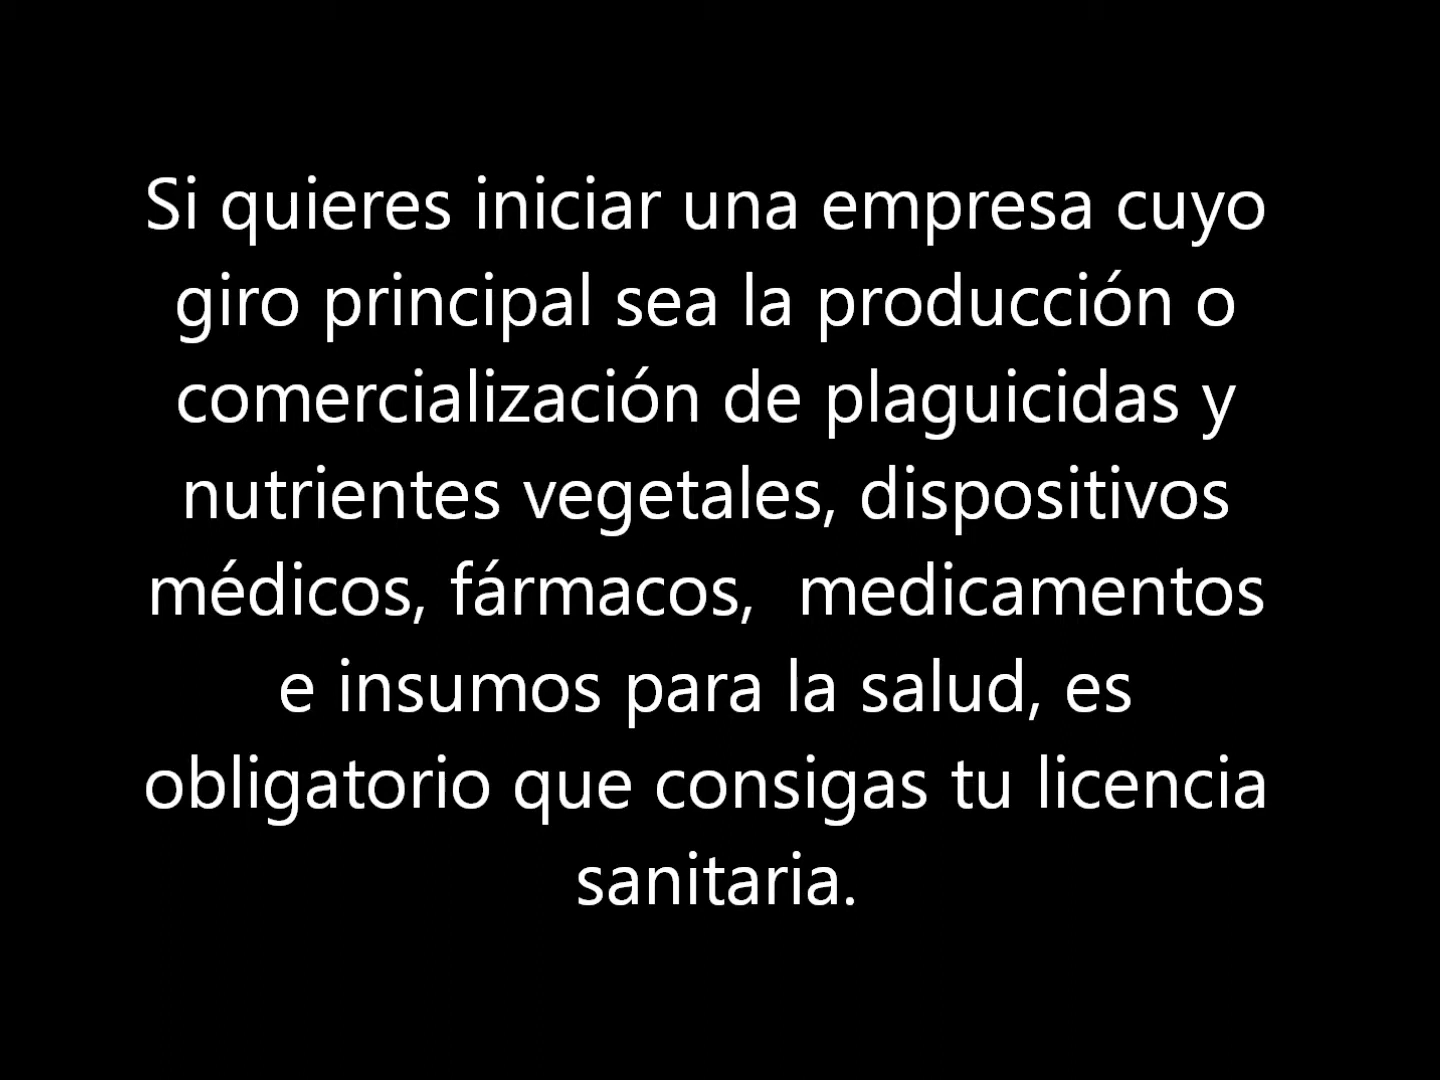 Si quieres iniciar una empresa cuyo
giro principal sea la producción o
comercialización de plaguicidas y
nutrientes vegetales, dispositivos
médicos, fármacos,  medicamentos
e insumos para la salud, es
obligatorio que consigas tu licencia
sanitaria.